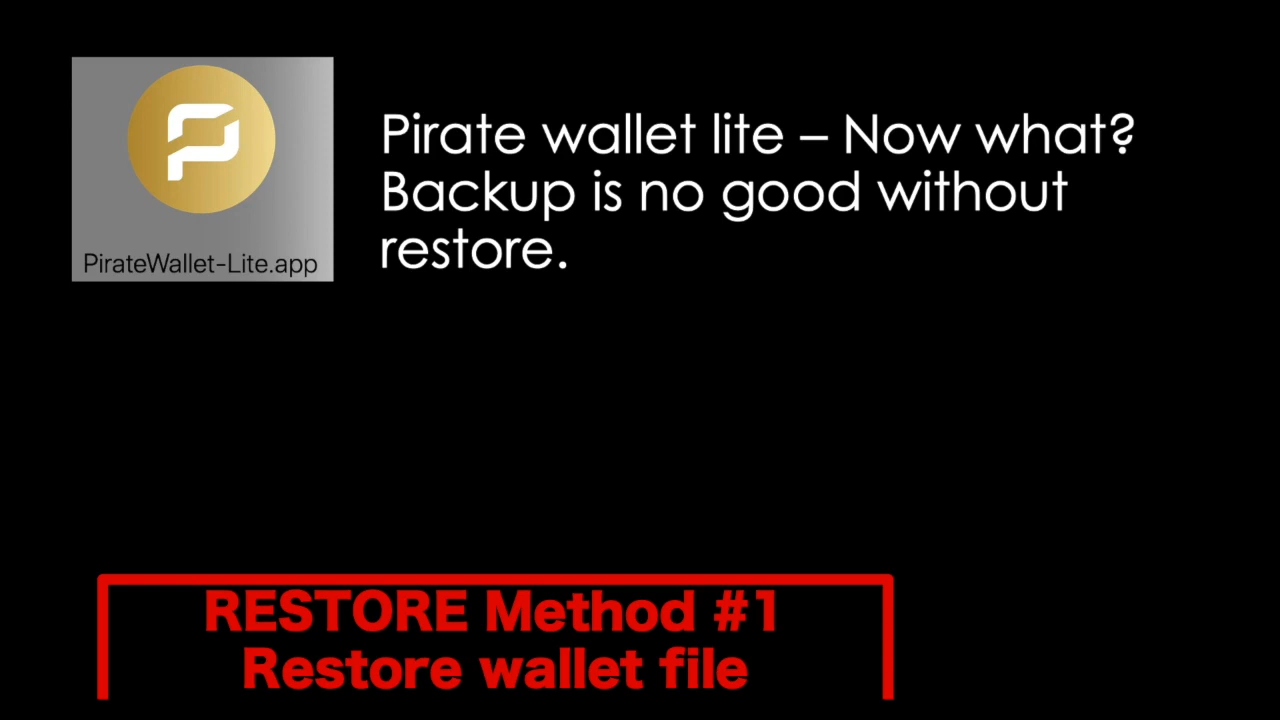 PirateWallet-Lite.app
Pirate wallet lite – Now what?
Backup is no good without
restore.
RESTORE Method #1
Restore wallet file